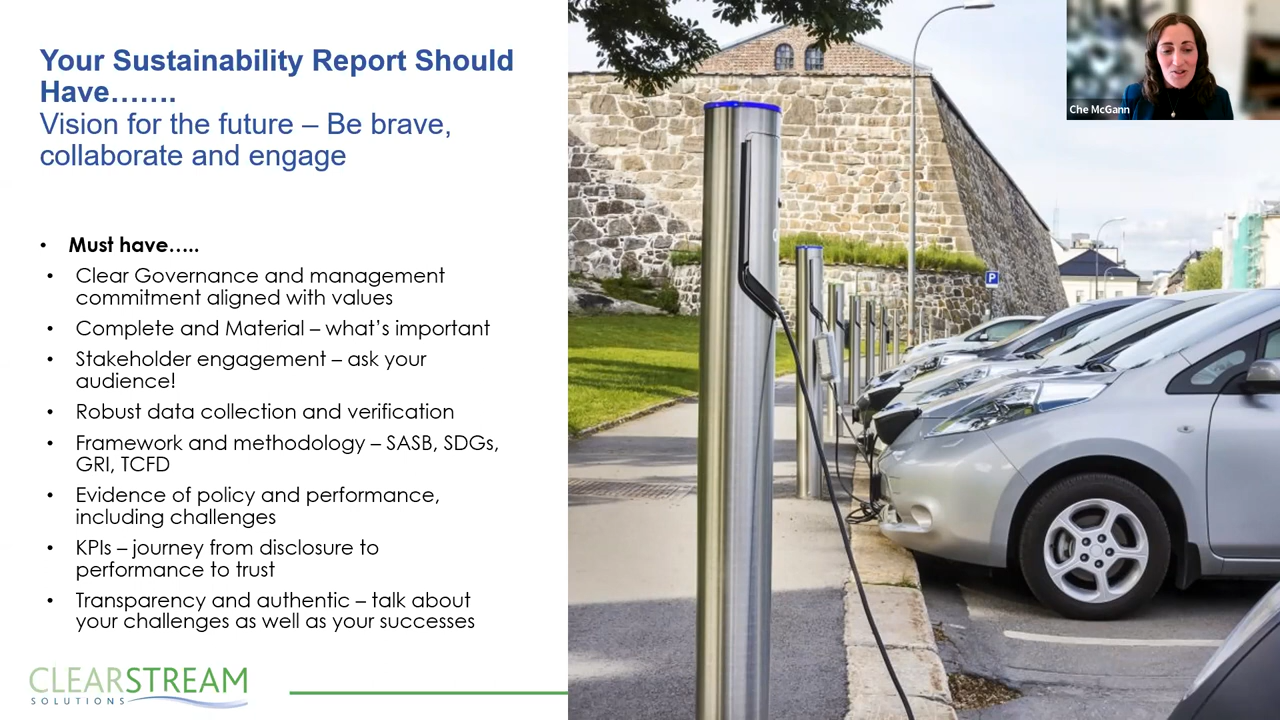 Your Sustainability Report Should
Have…….
Vision for the future – Be brave,
collaborate and engage
• Must have…..
• Clear Governance and management
commitment aligned with values
• Complete and Material – what’s important
• Stakeholder engagement – ask your
audience!
• Robust data collection and verification
• Framework and methodology – SASB, SDGs,
GRI, TCFD
• Evidence of policy and performance,
including challenges
• KPIs – journey from disclosure to
performance to trust
• Transparency and authentic – talk about
your challenges as well as your successes
CLEARSTREAM
SOLUTIONS
P
Che McGann